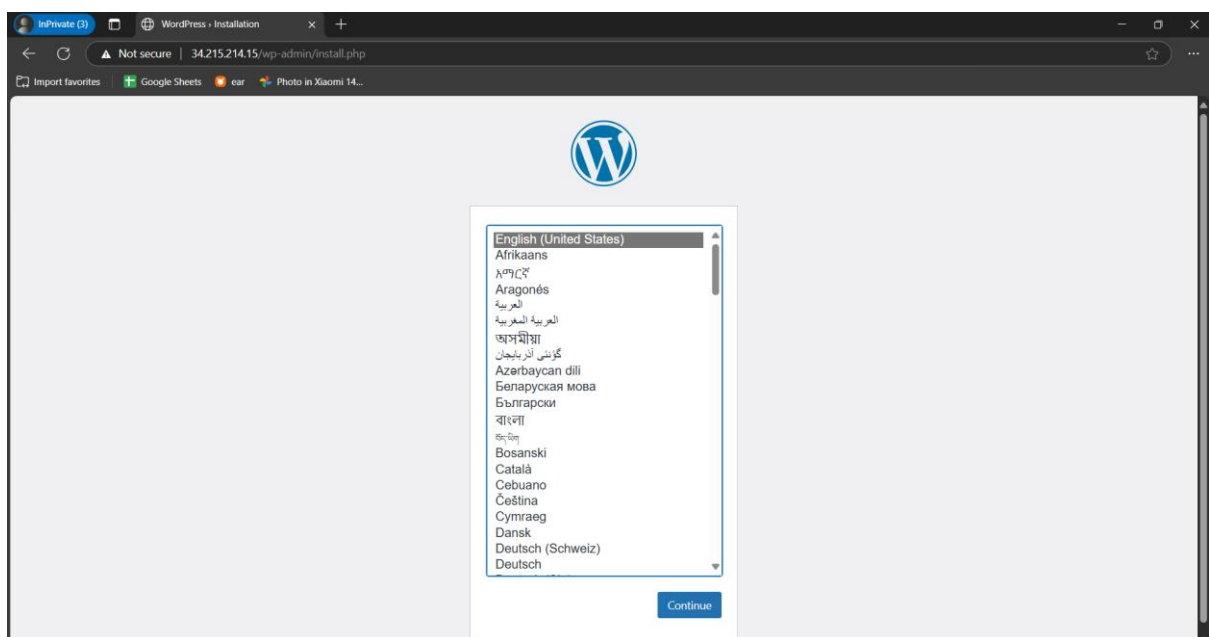 InPrivate (3) WordPress › Installation
Not secure | 34.215.214.15/wp-admin/install.php
Import favorites Google Sheets ear Photo in Xiaomi 14...
English (United States)
Afrikaans
አማርኛ
Aragonés
العربية
العربية المغربية
অসমীয়া
گؤنئی آذربایجان
Azərbaycan dili
Беларуская мова
Български
বাংলা
བོད་ཡིག
Bosanski
Català
Cebuano
Čeština
Cymraeg
Dansk
Deutsch (Schweiz)
Deutsch
Continue